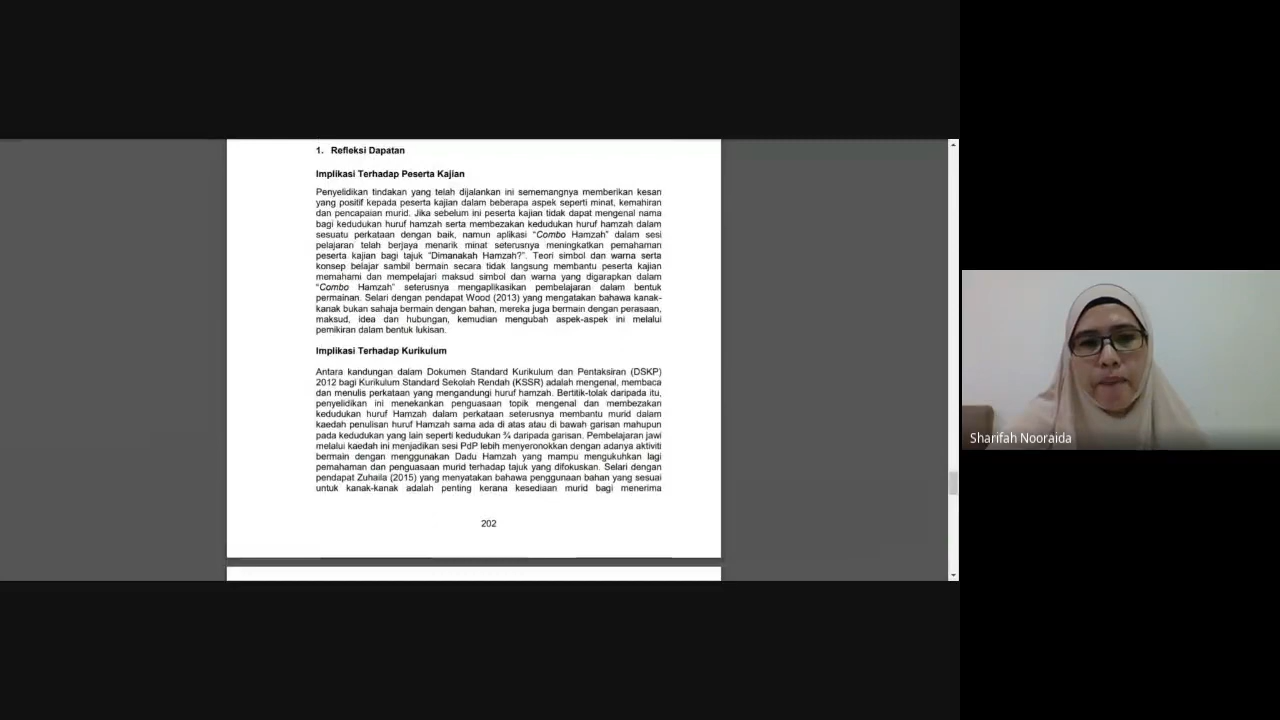 1. Refleksi Dapatan
Implikasi Terhadap Peserta Kajian
Penyelidikan tindakan yang telah dijalankan ini sememangnya memberikan kesan
yang positif kepada peserta kajian dalam beberapa aspek seperti minat, kemahiran
dan pencapaian murid. Jika sebelum ini peserta kajian tidak dapat mengenal nama
bagi kedudukan huruf hamzah serta membezakan kedudukan huruf hamzah dalam
sesuatu perkataan dengan baik, namun aplikasi “Combo Hamzah” dalam sesi
pelajaran telah berjaya menarik minat seterusnya meningkatkan pemahaman
peserta kajian bagi tajuk “Dimanakah Hamzah?”. Teori simbol dan warna serta
konsep belajar sambil bermain secara tidak langsung membantu peserta kajian
memahami dan mempelajari maksud simbol dan warna yang digarapkan dalam
“Combo Hamzah” seterusnya mengaplikasikan pembelajaran dalam bentuk
permainan. Selari dengan pendapat Wood (2013) yang mengatakan bahawa kanak-
kanak bukan sahaja bermain dengan bahan, mereka juga bermain dengan perasaan,
maksud, idea dan hubungan, kemudian mengubah aspek-aspek ini melalui
pemikiran dalam bentuk lukisan.
Implikasi Terhadap Kurikulum
Antara kandungan dalam Dokumen Standard Kurikulum dan Pentaksiran (DSKP)
2012 bagi Kurikulum Standard Sekolah Rendah (KSSR) adalah mengenal, membaca
dan menulis perkataan yang mengandungi huruf hamzah. Bertitik-tolak daripada itu,
penyelidikan ini menekankan penguasaan topik mengenal dan membezakan
kedudukan huruf Hamzah dalam perkataan seterusnya membantu murid dalam
kaedah penulisan huruf Hamzah sama ada di atas atau di bawah garisan mahupun
pada kedudukan yang lain seperti kedudukan ¾ daripada garisan. Pembelajaran jawi
melalui kaedah ini menjadikan sesi PdP lebih menyeronokkan dengan adanya aktiviti
bermain dengan menggunakan Dadu Hamzah yang mampu mengukuhkan lagi
pemahaman dan penguasaan murid terhadap tajuk yang difokuskan. Selari dengan
pendapat Zuhaila (2015) yang menyatakan bahawa penggunaan bahan yang sesuai
untuk kanak-kanak adalah penting kerana kesediaan murid bagi menerima
202
Sharifah Nooraida